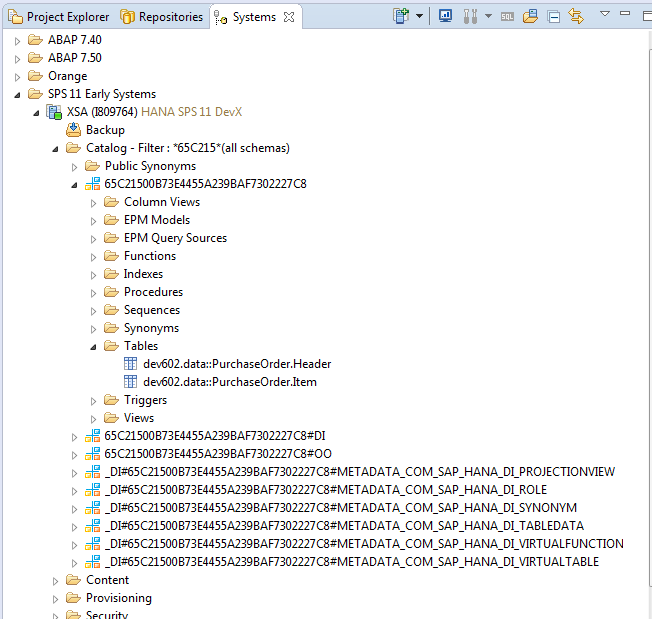 Project Explorer Repositories Systems
SQL
ABAP 7.40
ABAP 7.50
Orange
SPS 11 Early Systems
XSA (I809764) HANA SPS 11 DevX
Backup
Catalog - Filter : *65C215*(all schemas)
Public Synonyms
65C21500B73E4455A239BAF7302227C8
Column Views
EPM Models
EPM Query Sources
Functions
Indexes
Procedures
Sequences
Synonyms
Tables
dev602.data::PurchaseOrder.Header
dev602.data::PurchaseOrder.Item
Triggers
Views
65C21500B73E4455A239BAF7302227C8#DI
65C21500B73E4455A239BAF7302227C8#OO
_DI#65C21500B73E4455A239BAF7302227C8#METADATA_COM_SAP_HANA_DI_PROJECTIONVIEW
_DI#65C21500B73E4455A239BAF7302227C8#METADATA_COM_SAP_HANA_DI_ROLE
_DI#65C21500B73E4455A239BAF7302227C8#METADATA_COM_SAP_HANA_DI_SYNONYM
_DI#65C21500B73E4455A239BAF7302227C8#METADATA_COM_SAP_HANA_DI_TABLEDATA
_DI#65C21500B73E4455A239BAF7302227C8#METADATA_COM_SAP_HANA_DI_VIRTUALFUNCTION
_DI#65C21500B73E4455A239BAF7302227C8#METADATA_COM_SAP_HANA_DI_VIRTUALTABLE
Content
Provisioning
Security